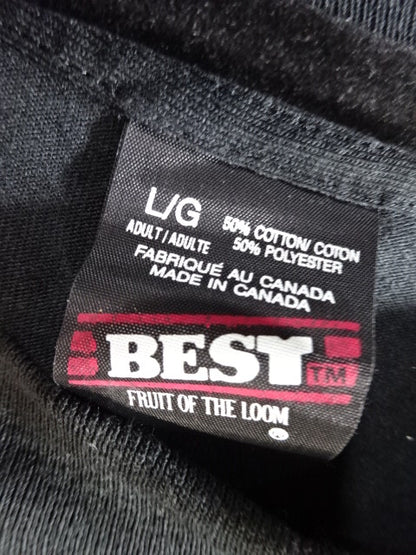 L/G 50% COTTON/COTON
ADULT/ADULTE 50% POLYESTER
FABRIQUÉ AU CANADA
MADE IN CANADA
BEST TM
FRUIT OF THE LOOM